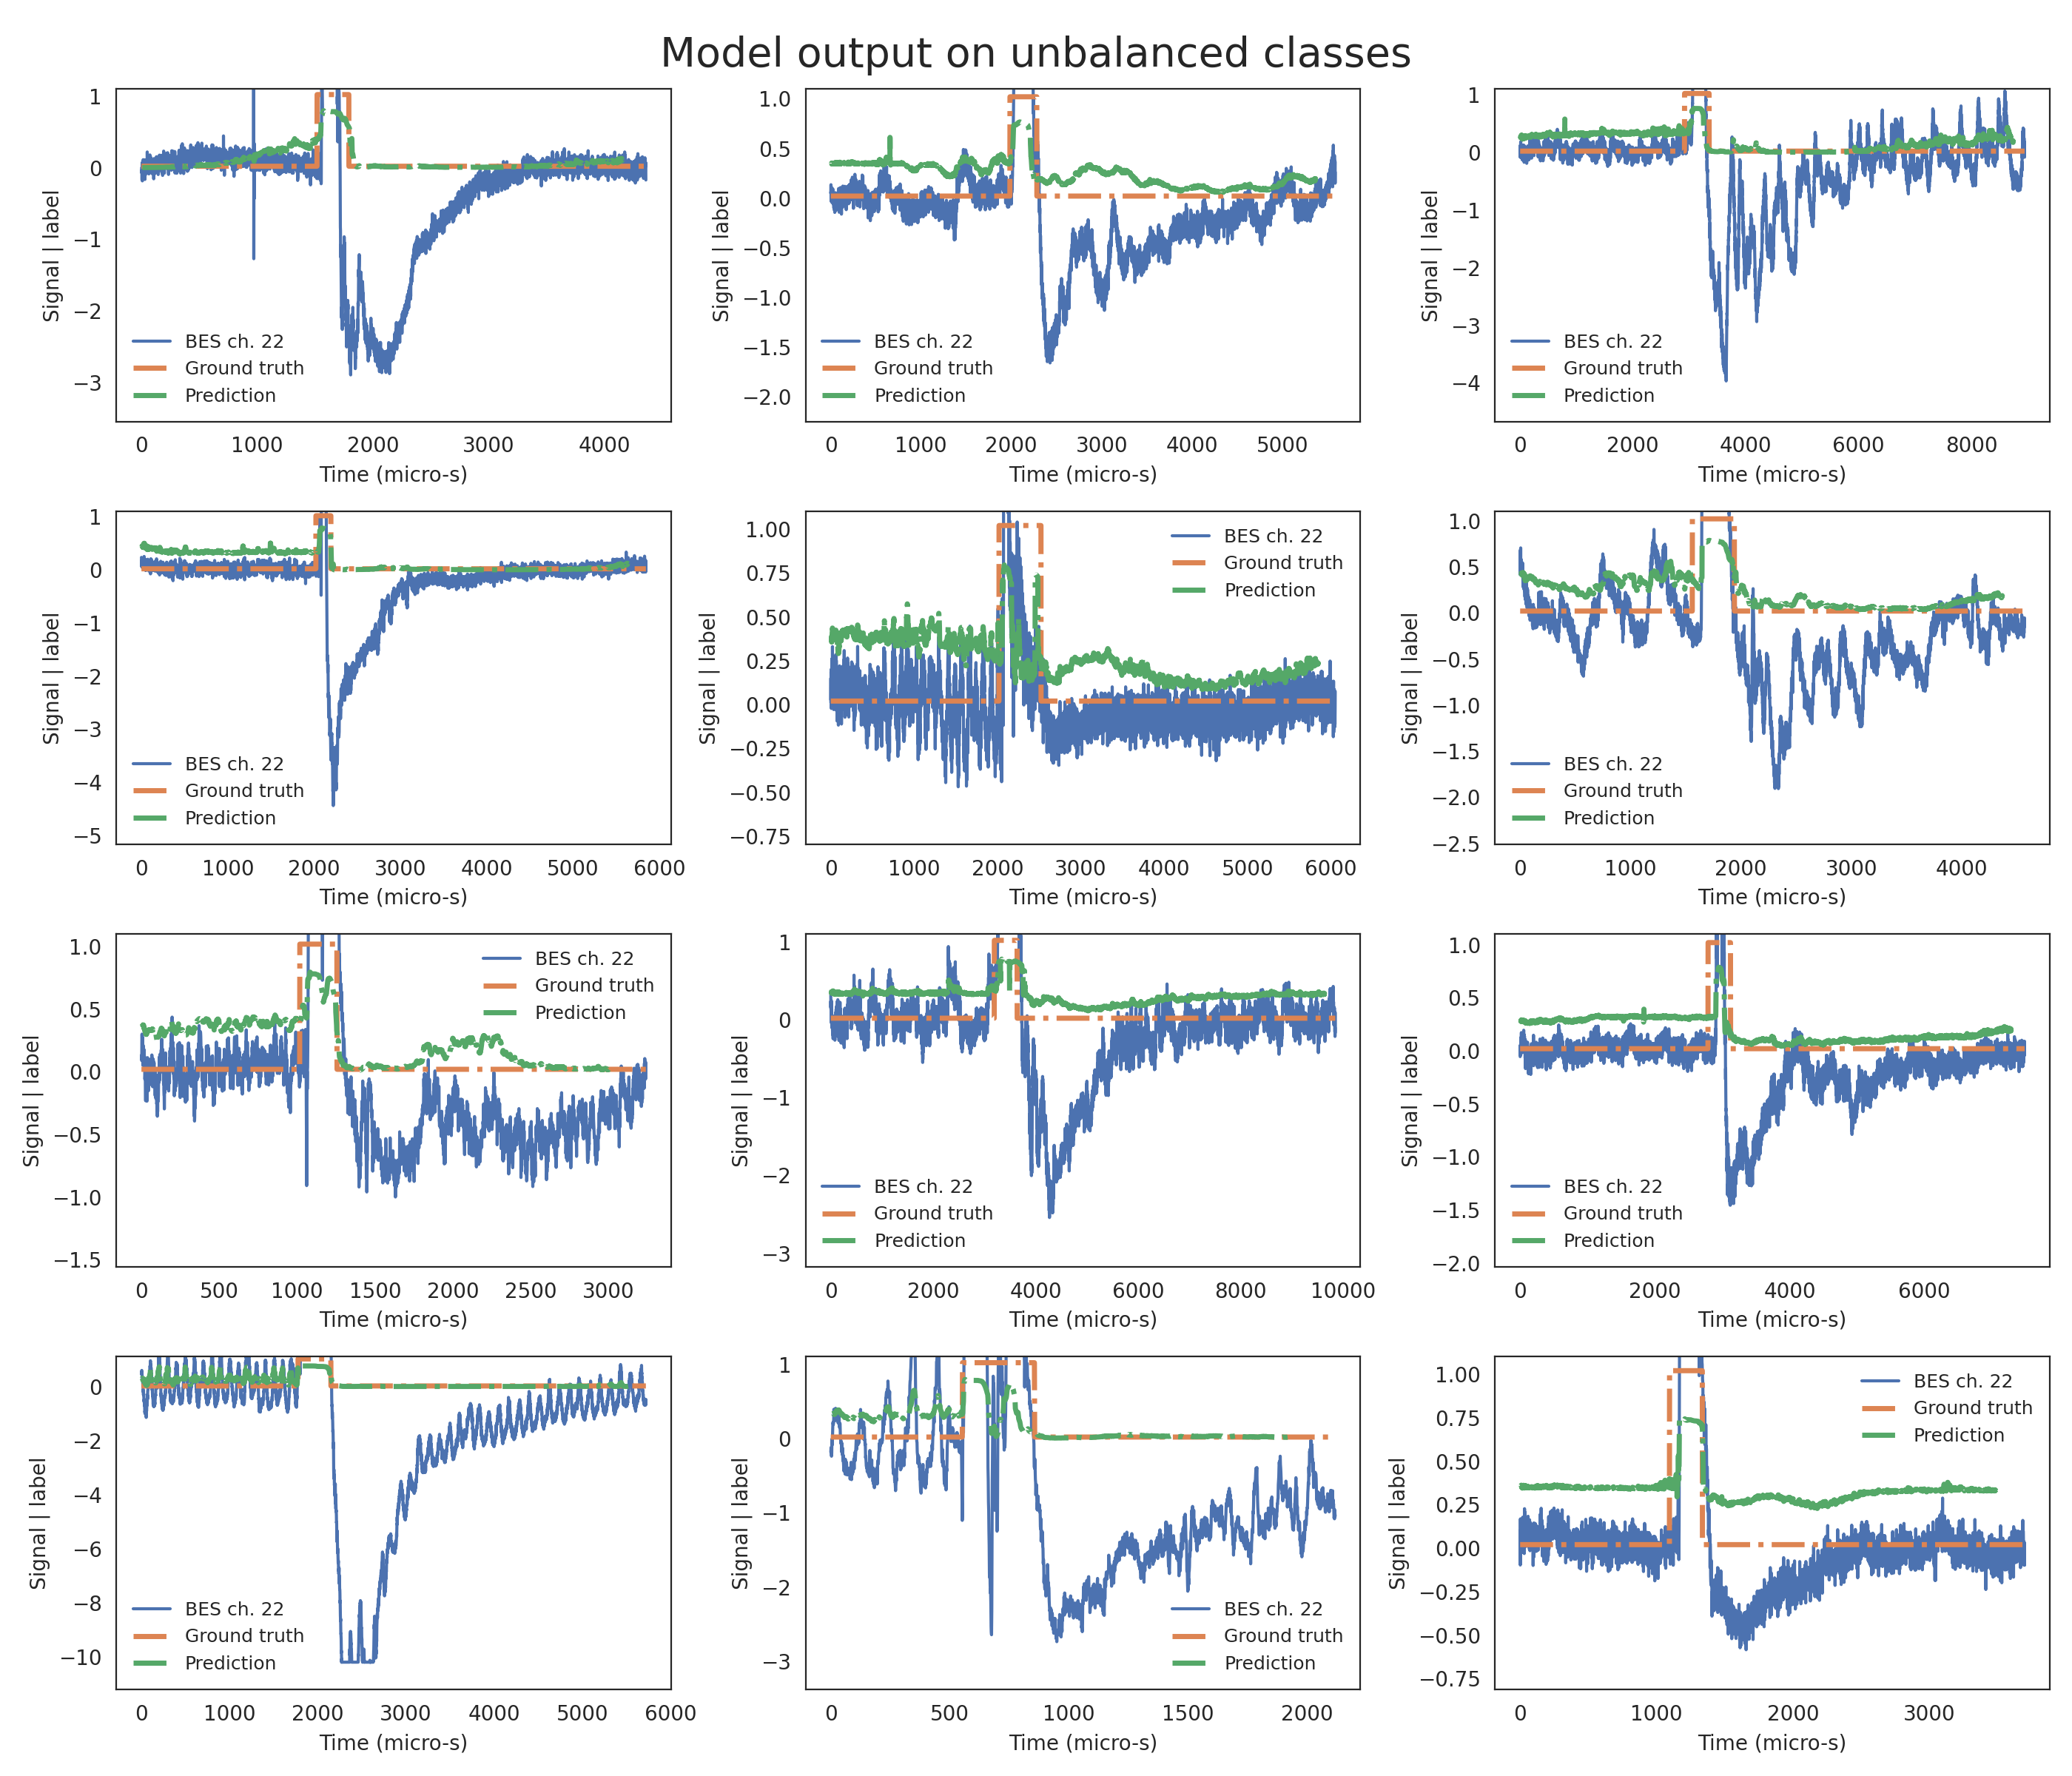 Model output on unbalanced classes
1
0
−1
−2
−3
Signal | label
BES ch. 22
Ground truth
Prediction
0 1000 2000 3000 4000
Time (micro-s)
1.0
0.5
0.0
−0.5
−1.0
−1.5
−2.0
Signal | label
BES ch. 22
Ground truth
Prediction
0 1000 2000 3000 4000 5000
Time (micro-s)
1
0
−1
−2
−3
−4
Signal | label
BES ch. 22
Ground truth
Prediction
0 2000 4000 6000 8000
Time (micro-s)
1
0
−1
−2
−3
−4
−5
Signal | label
BES ch. 22
Ground truth
Prediction
0 1000 2000 3000 4000 5000 6000
Time (micro-s)
1.00
0.75
0.50
0.25
0.00
−0.25
−0.50
−0.75
Signal | label
BES ch. 22
Ground truth
Prediction
0 1000 2000 3000 4000 5000 6000
Time (micro-s)
1.0
0.5
0.0
−0.5
−1.0
−1.5
−2.0
−2.5
Signal | label
BES ch. 22
Ground truth
Prediction
0 1000 2000 3000 4000
Time (micro-s)
1.0
0.5
0.0
−0.5
−1.0
−1.5
Signal | label
BES ch. 22
Ground truth
Prediction
0 500 1000 1500 2000 2500 3000
Time (micro-s)
1
0
−1
−2
−3
Signal | label
BES ch. 22
Ground truth
Prediction
0 2000 4000 6000 8000 10000
Time (micro-s)
1.0
0.5
0.0
−0.5
−1.0
−1.5
−2.0
Signal | label
BES ch. 22
Ground truth
Prediction
0 2000 4000 6000
Time (micro-s)
0
−2
−4
−6
−8
−10
Signal | label
BES ch. 22
Ground truth
Prediction
0 1000 2000 3000 4000 5000 6000
Time (micro-s)
1
0
−1
−2
−3
Signal | label
BES ch. 22
Ground truth
Prediction
0 500 1000 1500 2000
Time (micro-s)
1.00
0.75
0.50
0.25
0.00
−0.25
−0.50
−0.75
Signal | label
BES ch. 22
Ground truth
Prediction
0 1000 2000 3000
Time (micro-s)